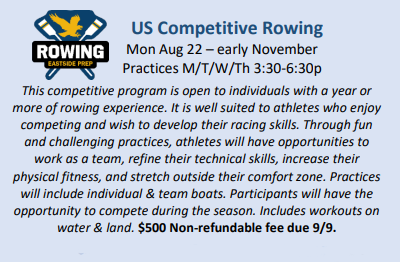 ROWING
EASTSIDE PREP
US Competitive Rowing
Mon Aug 22 – early November
Practices M/T/W/Th 3:30-6:30p
This competitive program is open to individuals with a year or
more of rowing experience. It is well suited to athletes who enjoy
competing and wish to develop their racing skills. Through fun
and challenging practices, athletes will have opportunities to
work as a team, refine their technical skills, increase their
physical fitness, and stretch outside their comfort zone. Practices
will include individual & team boats. Participants will have the
opportunity to compete during the season. Includes workouts on
water & land. $500 Non-refundable fee due 9/9.